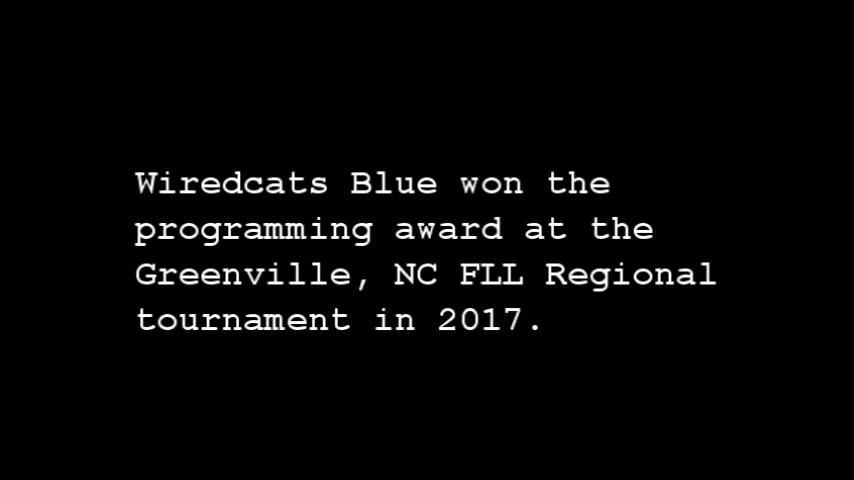 Wiredcats Blue won the
programming award at the
Greenville, NC FLL Regional
tournament in 2017.